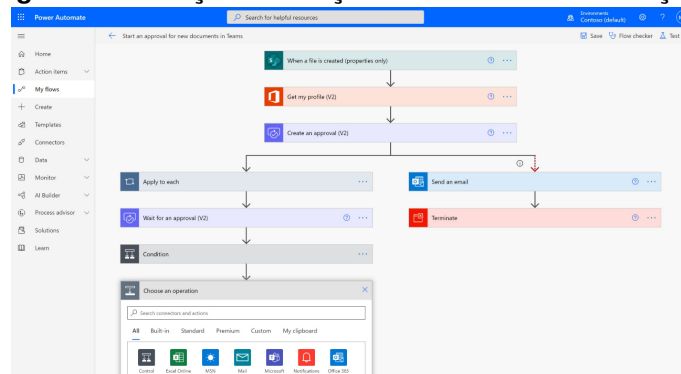 Power Automate
Search for helpful resources
Environments
Contoso (default)
Start an approval for new documents in Teams
Save
Flow checker
Test
Home
Action items
My flows
Create
Templates
Connectors
Data
Monitor
AI Builder
Process advisor
Solutions
Learn
When a file is created (properties only)
Get my profile (V2)
Create an approval (V2)
Apply to each
Send an email
Wait for an approval (V2)
Terminate
Condition
Choose an operation
Search connectors and actions
All Built-in Standard Premium Custom My clipboard
Control Excel Online MSN Mail Microsoft Notifications Office 365